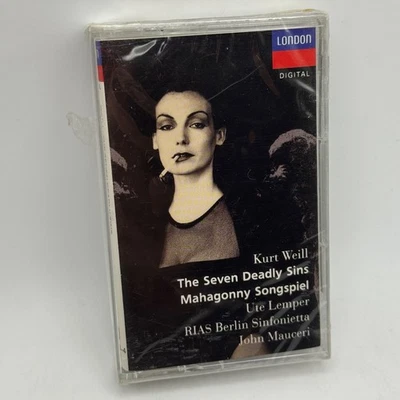 LONDON
DIGITAL
Kurt Weill
The Seven Deadly Sins
Mahagonny Songspiel
Ute Lemper
RIAS Berlin Sinfonietta
John Mauceri